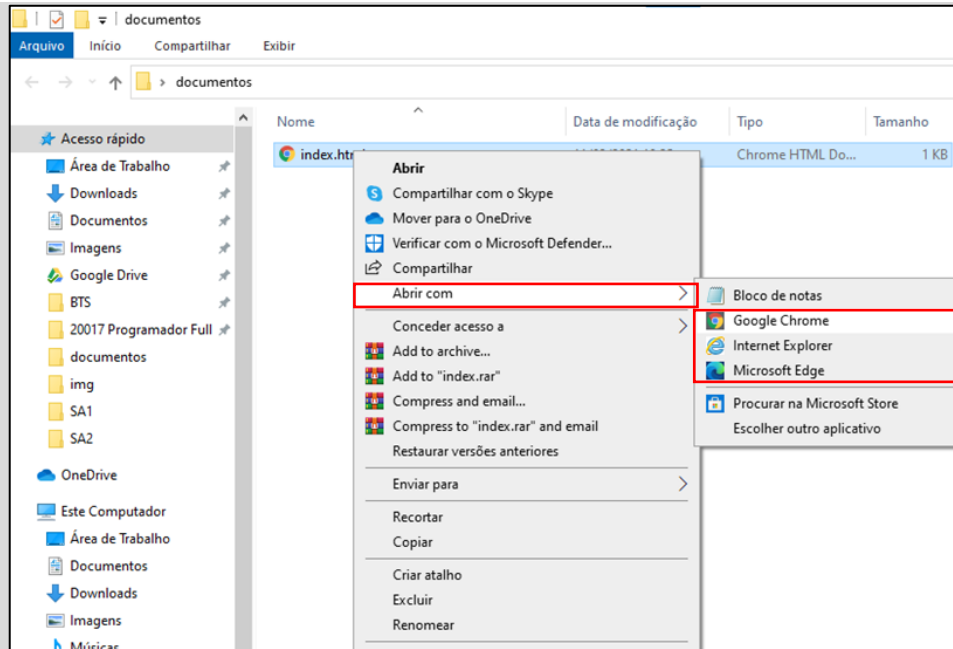 documentos
Arquivo Início Compartilhar Exibir
documentos
Nome Data de modificação Tipo Tamanho
Acesso rápido
Área de Trabalho
Downloads
Documentos
Imagens
Google Drive
BTS
20017 Programador Full
documentos
img
SA1
SA2
OneDrive
Este Computador
Área de Trabalho
Documentos
Downloads
Imagens
Músicas
Chrome HTML Do... 1 KB
Abrir
Compartilhar com o Skype
Mover para o OneDrive
Verificar com o Microsoft Defender...
Compartilhar
Abrir com
Conceder acesso a
Add to archive...
Add to "index.rar"
Compress and email...
Compress to "index.rar" and email
Restaurar versões anteriores
Enviar para
Recortar
Copiar
Criar atalho
Excluir
Renomear
Bloco de notas
Google Chrome
Internet Explorer
Microsoft Edge
Procurar na Microsoft Store
Escolher outro aplicativo